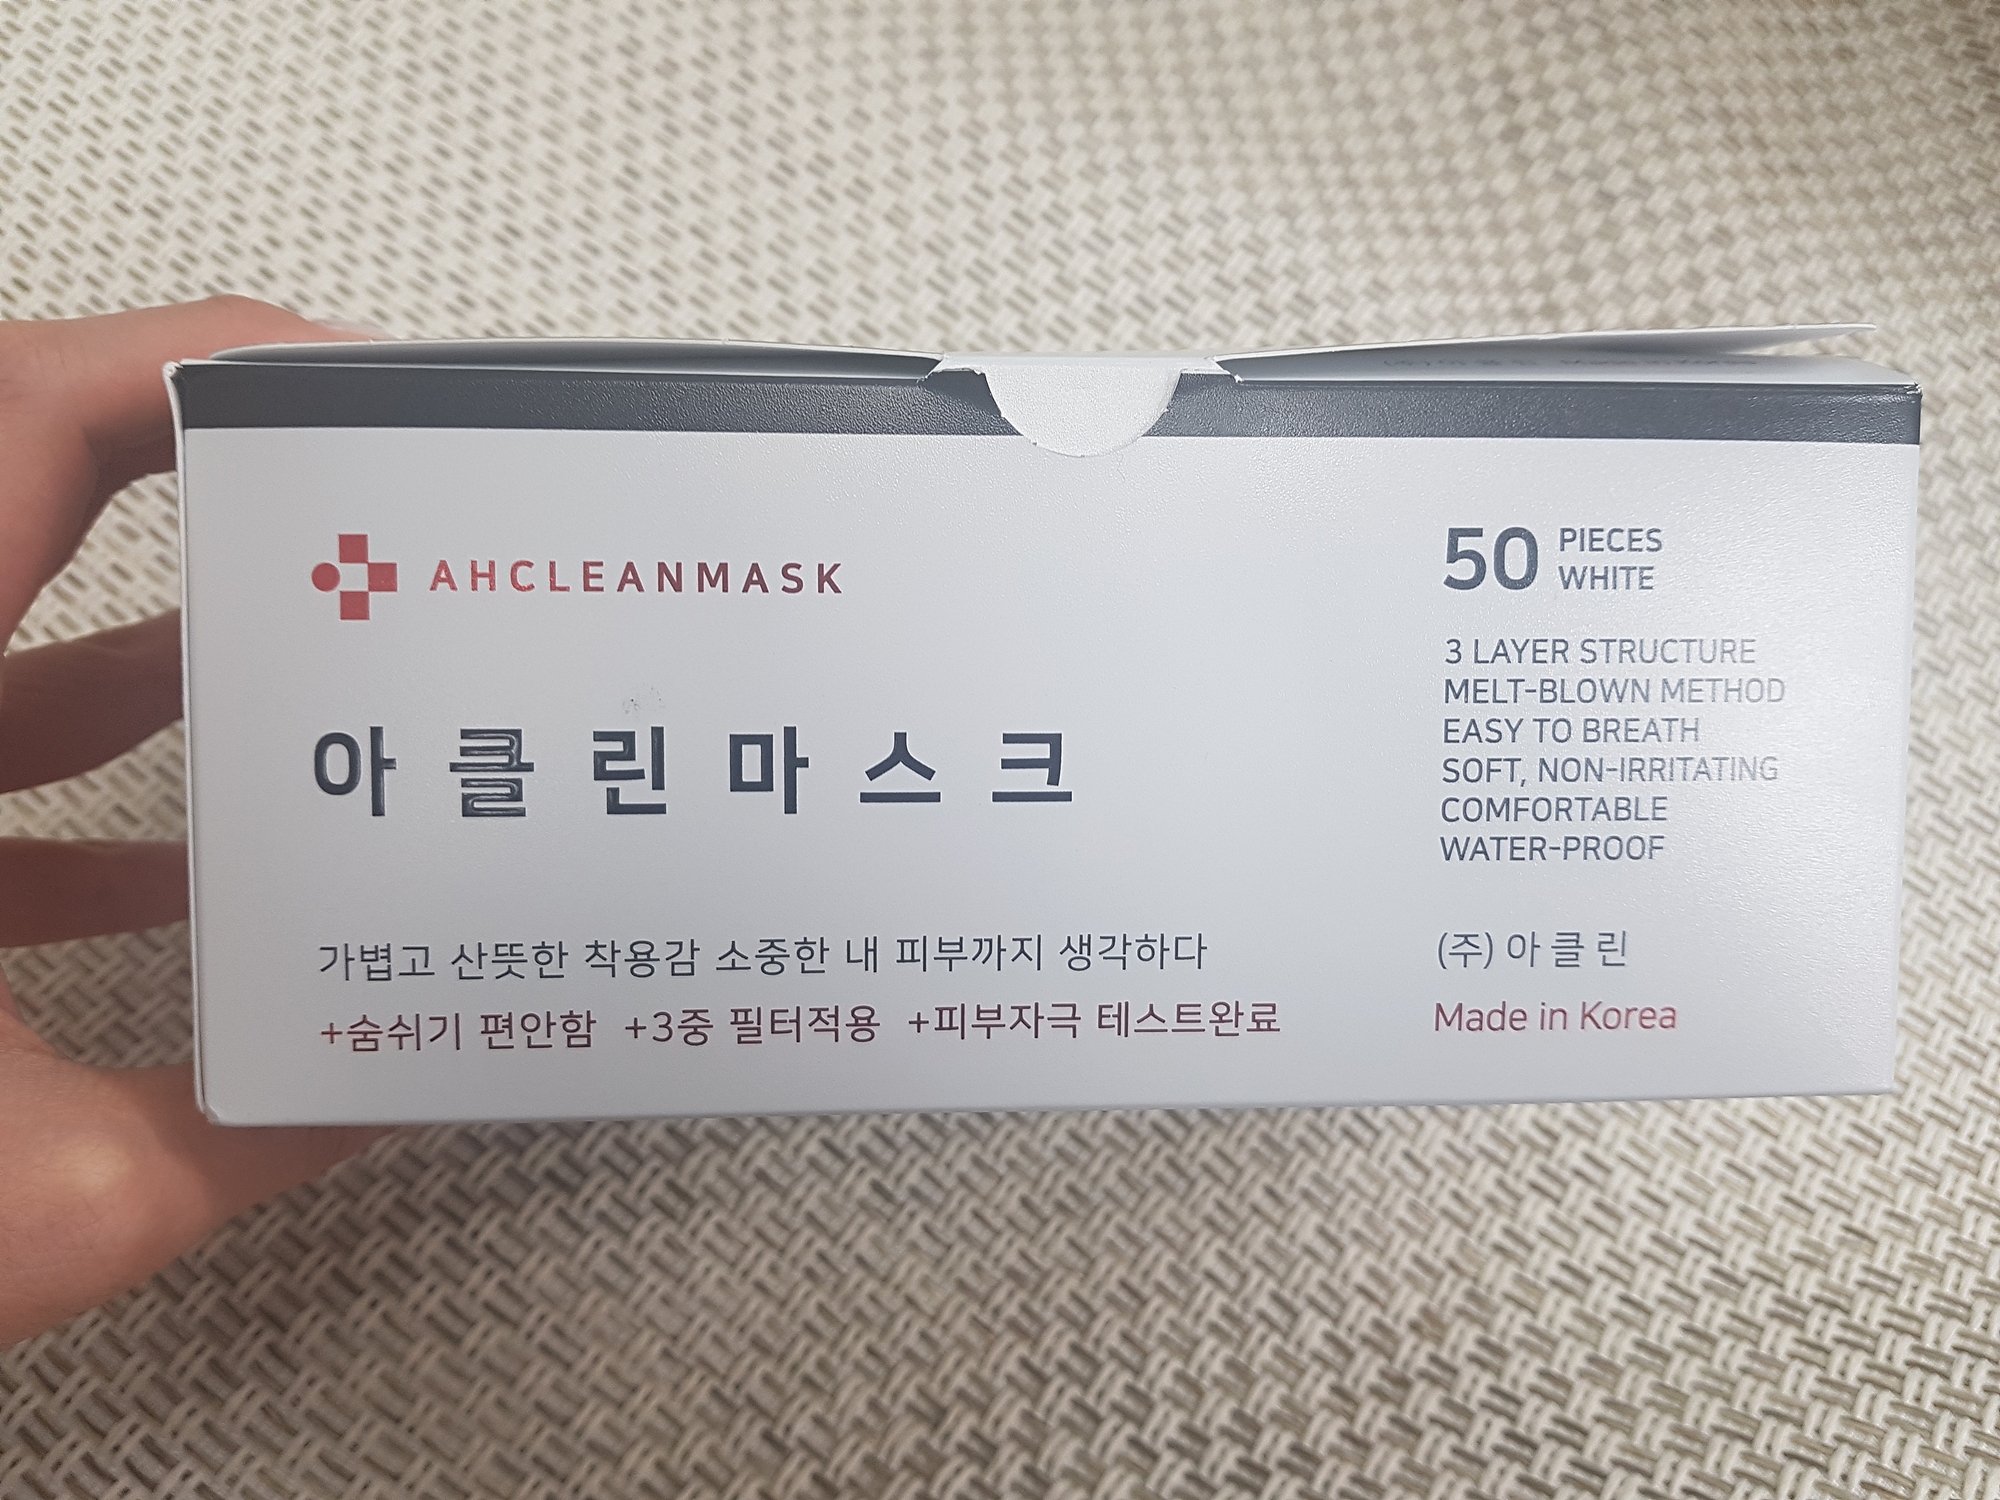 AHCLEANMASK
아클린마스크
가볍고 산뜻한 착용감 소중한 내 피부까지 생각하다
+숨쉬기 편안함 +3중 필터적용 +피부자극 테스트완료
50 PIECES
WHITE
3 LAYER STRUCTURE
MELT-BLOWN METHOD
EASY TO BREATH
SOFT, NON-IRRITATING
COMFORTABLE
WATER-PROOF
(주) 아클린
Made in Korea